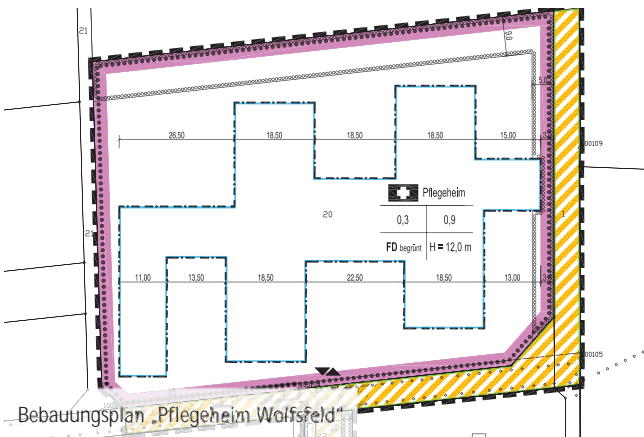 21
9,0
5,0
26,50 18,50 18,50 18,50 15,00 3
00109
Pflegeheim
20
0,3 0,9
1
21
FD begrünt H = 12,0 m
11,00 13,50 18,50 22,50 18,50 13,00 3
00105
Bebauungsplan „Pflegeheim Wolfsfeld“